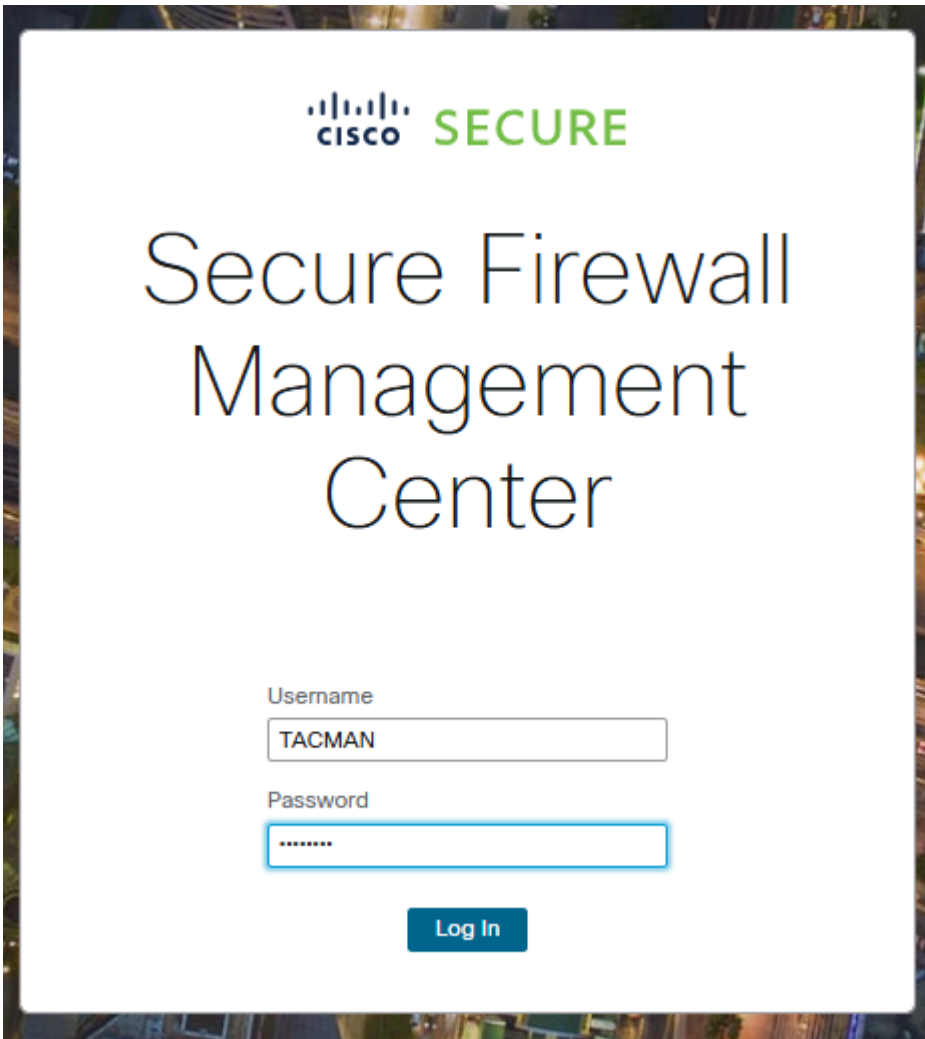 CISCO SECURE
Secure Firewall
Management
Center
Username
TACMAN
Password
········
Log In